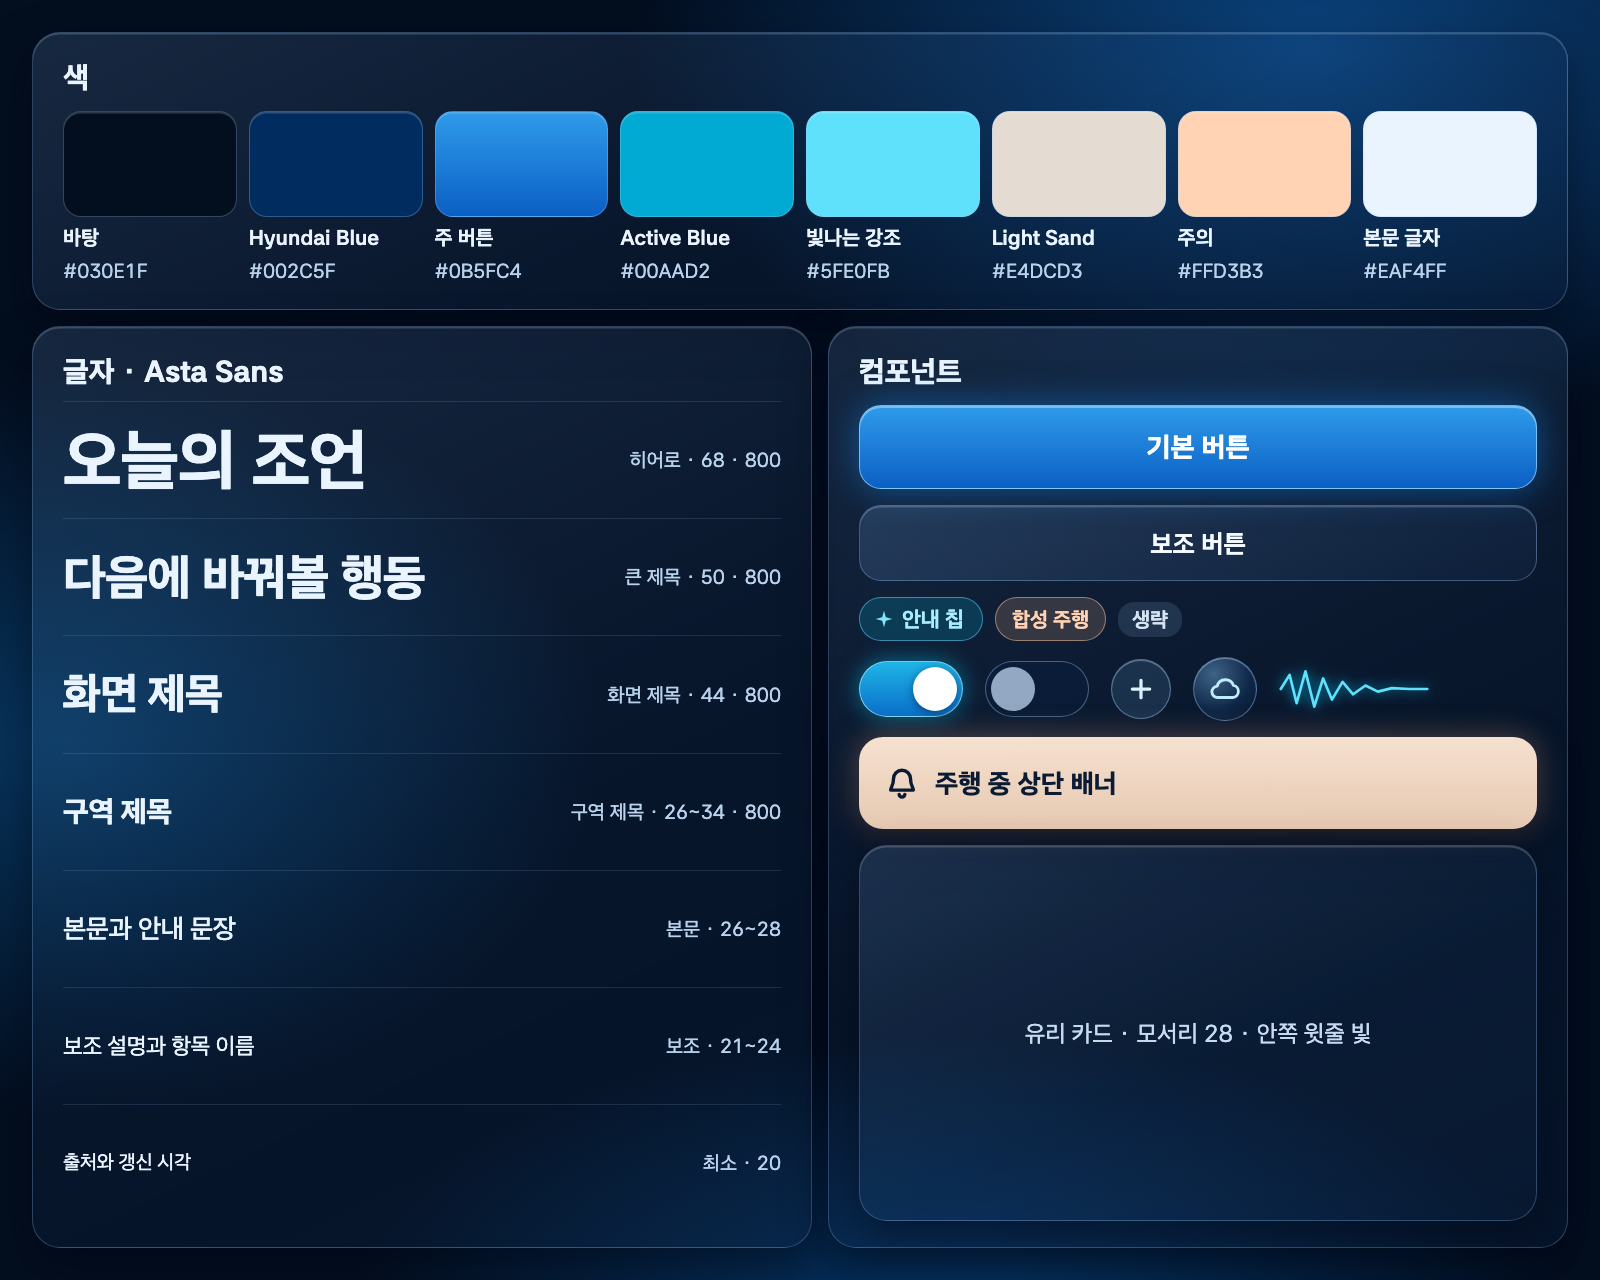 색
바탕
#030E1F
Hyundai Blue
#002C5F
주 버튼
#0B5FC4
Active Blue
#00AAD2
빛나는 강조
#5FE0FB
Light Sand
#E4DCD3
주의
#FFD3B3
본문 글자
#EAF4FF
글자 · Asta Sans
오늘의 조언
히어로 · 68 · 800
다음에 바꿔볼 행동
큰 제목 · 50 · 800
화면 제목
화면 제목 · 44 · 800
구역 제목
구역 제목 · 26~34 · 800
본문과 안내 문장
본문 · 26~28
보조 설명과 항목 이름
보조 · 21~24
출처와 갱신 시각
최소 · 20
컴포넌트
기본 버튼
보조 버튼
안내 칩
합성 주행
생략
주행 중 상단 배너
유리 카드 · 모서리 28 · 안쪽 윗줄 빛